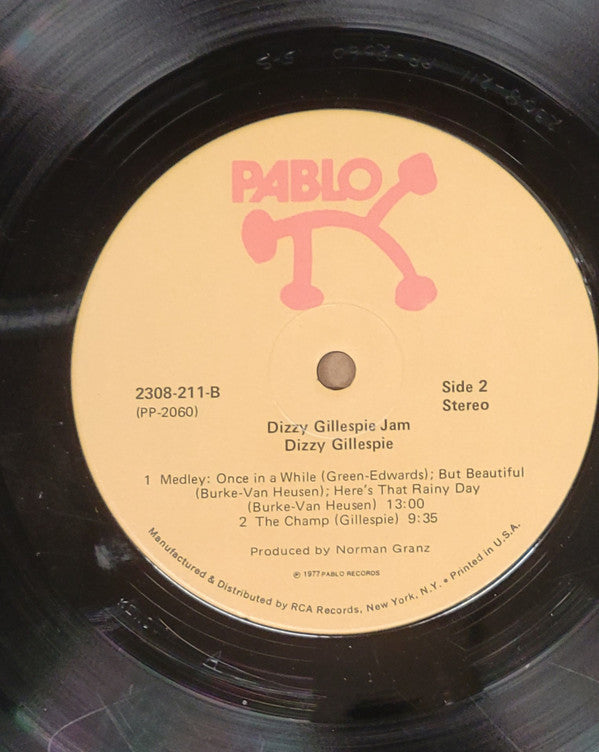 PABLO
2308-211-B
(PP-2060)
Side 2
Stereo
Dizzy Gillespie Jam
Dizzy Gillespie
1 Medley: Once in a While (Green-Edwards); But Beautiful
(Burke-Van Heusen); Here's That Rainy Day
(Burke-Van Heusen) 13:00
2 The Champ (Gillespie) 9:35
Produced by Norman Granz
℗ 1977 PABLO RECORDS
Manufactured & Distributed by RCA Records, New York, N.Y. • Printed in U.S.A.